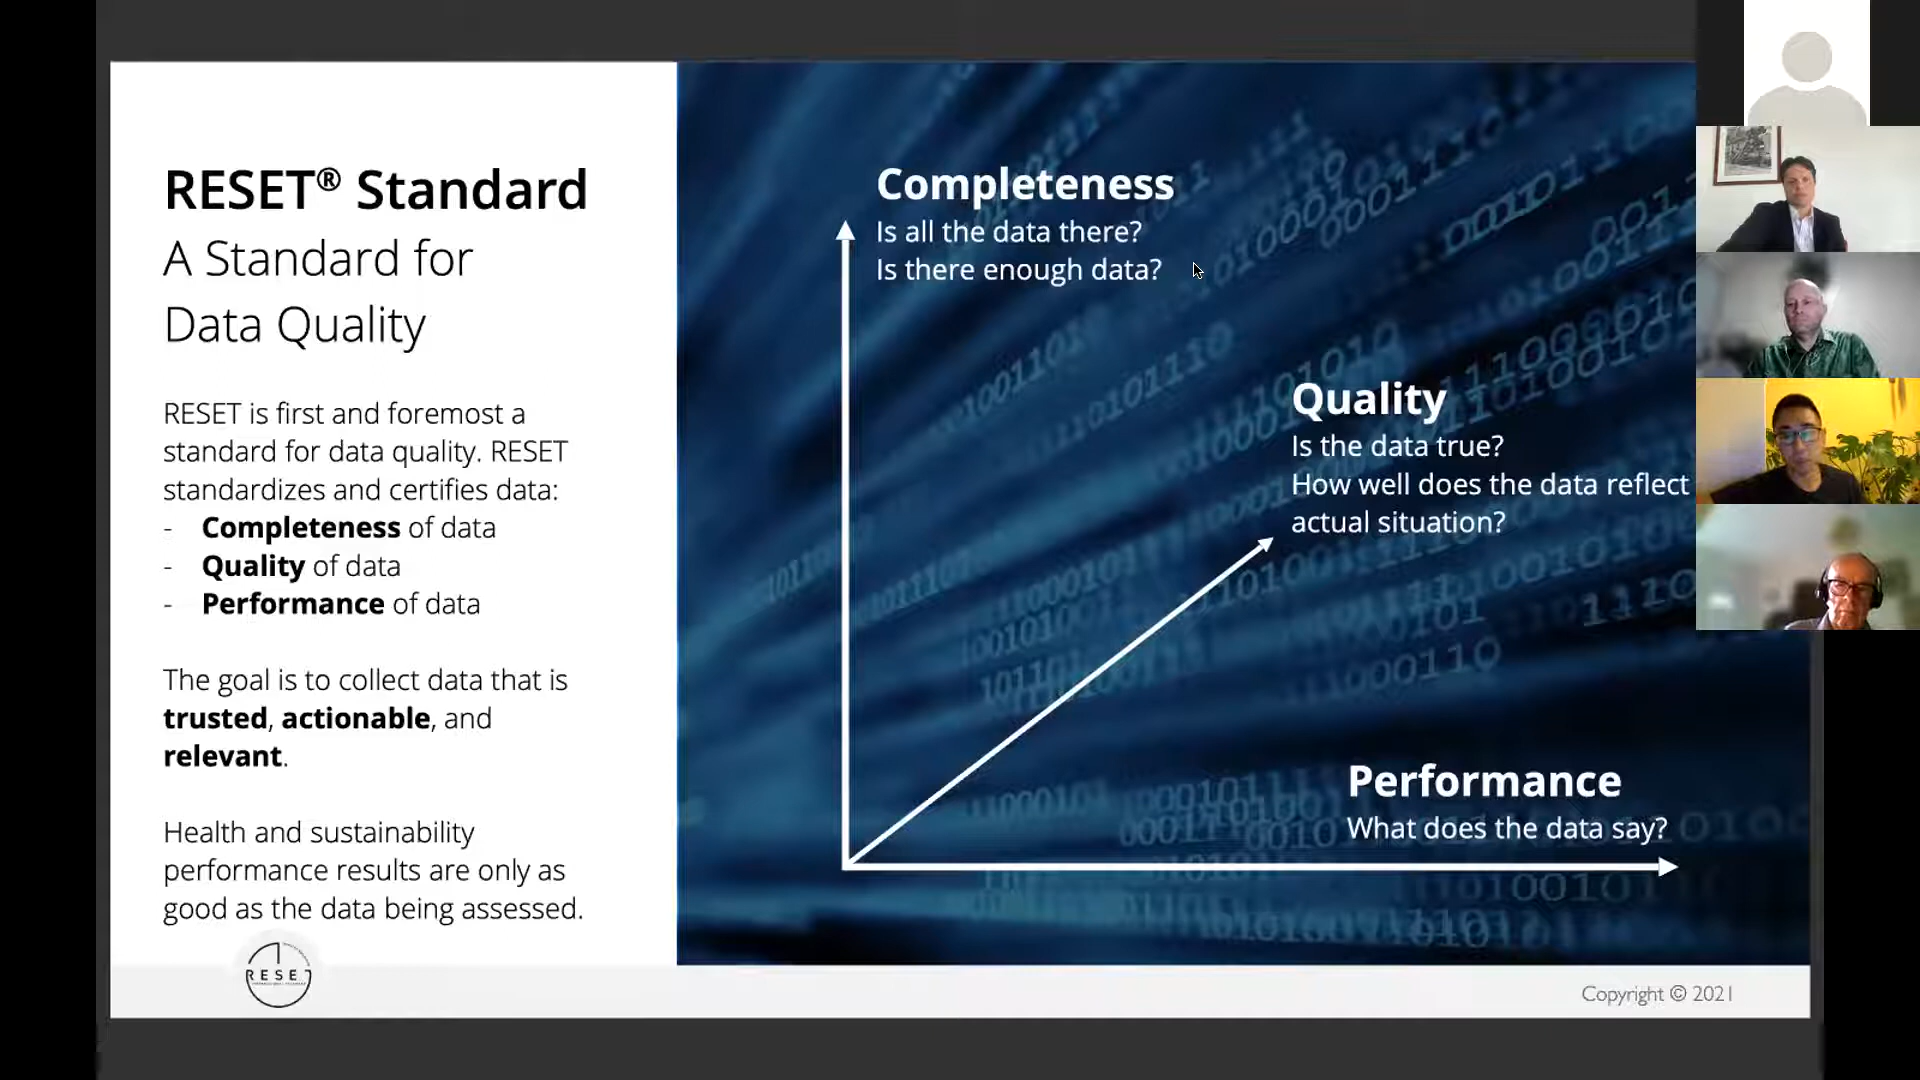 RESET® Standard
A Standard for
Data Quality
RESET is first and foremost a
standard for data quality. RESET
standardizes and certifies data:
- Completeness of data
- Quality of data
- Performance of data
The goal is to collect data that is
trusted, actionable, and
relevant.
Health and sustainability
performance results are only as
good as the data being assessed.
RESET
Completeness
Is all the data there?
Is there enough data?
Quality
Is the data true?
How well does the data reflect
actual situation?
Performance
What does the data say?
Copyright © 2021